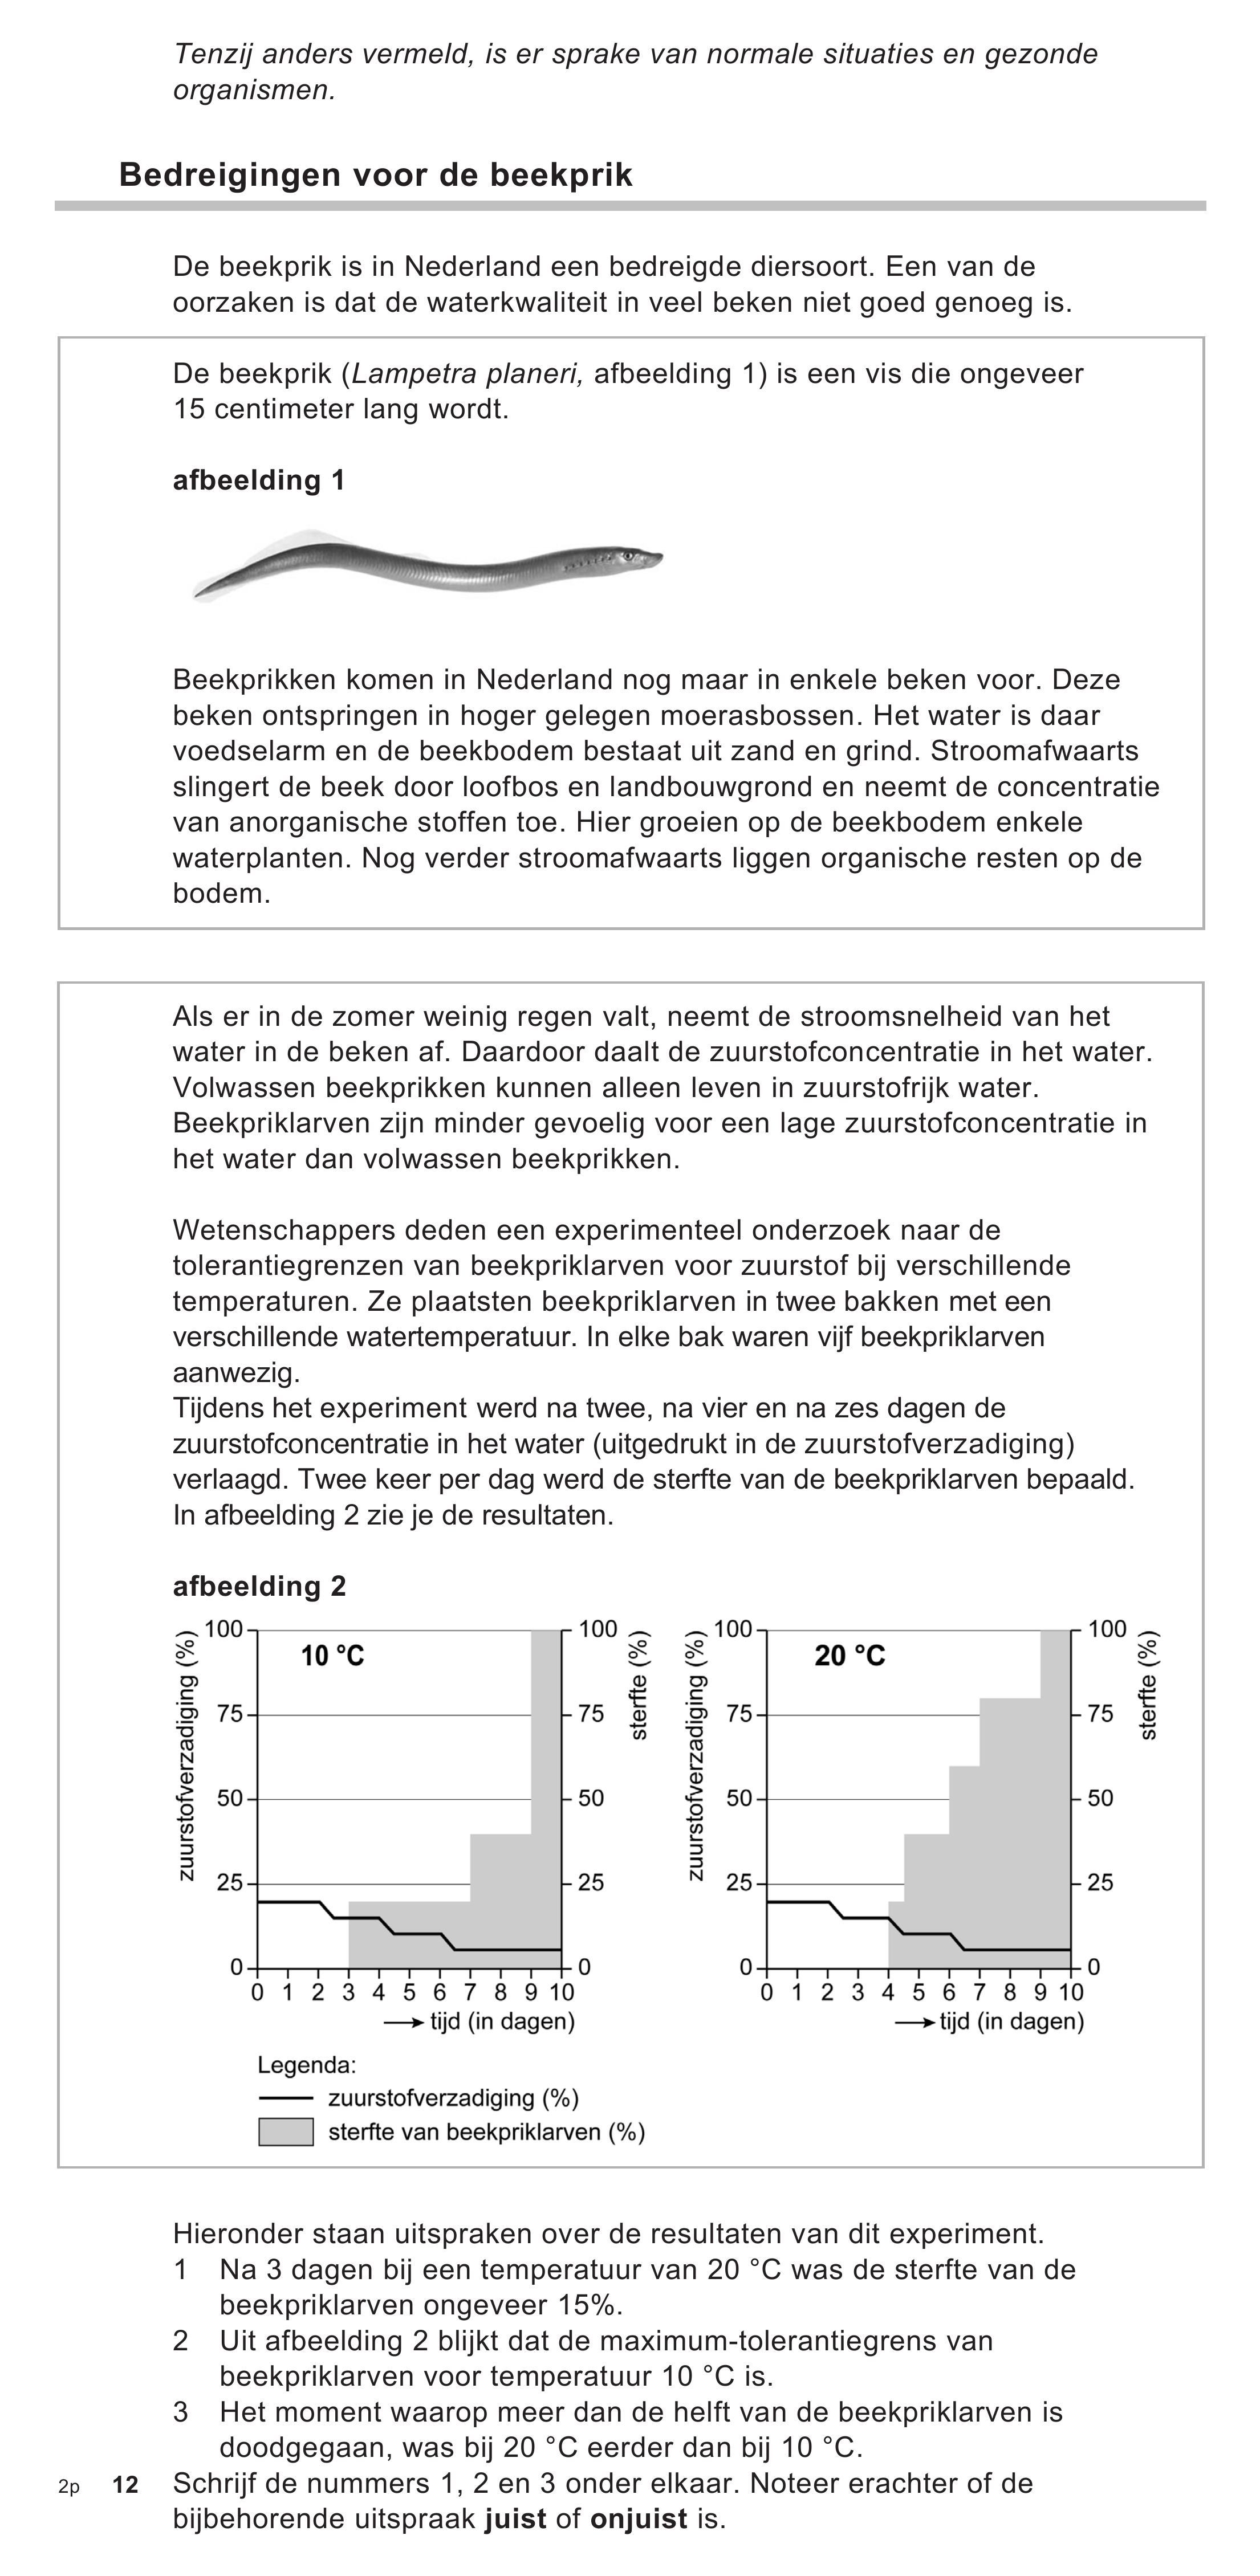 Tenzij anders vermeld, is er sprake van normale situaties en gezonde
organismen.
Bedreigingen voor de beekprik
De beekprik is in Nederland een bedreigde diersoort. Een van de
oorzaken is dat de waterkwaliteit in veel beken niet goed genoeg is.
De beekprik (Lampetra planeri, afbeelding 1) is een vis die ongeveer
15 centimeter lang wordt.
afbeelding 1
Beekprikken komen in Nederland nog maar in enkele beken voor. Deze
beken ontspringen in hoger gelegen moerasbossen. Het water is daar
voedselarm en de beekbodem bestaat uit zand en grind. Stroomafwaarts
slingert de beek door loofbos en landbouwgrond en neemt de concentratie
van anorganische stoffen toe. Hier groeien op de beekbodem enkele
waterplanten. Nog verder stroomafwaarts liggen organische resten op de
bodem.
Als er in de zomer weinig regen valt, neemt de stroomsnelheid van het
water in de beken af. Daardoor daalt de zuurstofconcentratie in het water.
Volwassen beekprikken kunnen alleen leven in zuurstofrijk water.
Beekpriklarven zijn minder gevoelig voor een lage zuurstofconcentratie in
het water dan volwassen beekprikken.
Wetenschappers deden een experimenteel onderzoek naar de
tolerantiegrenzen van beekpriklarven voor zuurstof bij verschillende
temperaturen. Ze plaatsten beekpriklarven in twee bakken met een
verschillende watertemperatuur. In elke bak waren vijf beekpriklarven
aanwezig.
Tijdens het experiment werd na twee, na vier en na zes dagen de
zuurstofconcentratie in het water (uitgedrukt in de zuurstofverzadiging)
verlaagd. Twee keer per dag werd de sterfte van de beekpriklarven bepaald.
In afbeelding 2 zie je de resultaten.
afbeelding 2
zuurstofverzadiging (%)
100
75
50
25
0
10 °C
100
75
50
25
0
sterfte (%)
0 1 2 3 4 5 6 7 8 9 10
tijd (in dagen)
zuurstofverzadiging (%)
100
75
50
25
0
20 °C
100
75
50
25
0
sterfte (%)
0 1 2 3 4 5 6 7 8 9 10
tijd (in dagen)
Legenda:
zuurstofverzadiging (%)
sterfte van beekpriklarven (%)
Hieronder staan uitspraken over de resultaten van dit experiment.
1 Na 3 dagen bij een temperatuur van 20 °C was de sterfte van de
beekpriklarven ongeveer 15%.
2 Uit afbeelding 2 blijkt dat de maximum-tolerantiegrens van
beekpriklarven voor temperatuur 10 °C is.
3 Het moment waarop meer dan de helft van de beekpriklarven is
doodgegaan, was bij 20 °C eerder dan bij 10 °C.
2p 12 Schrijf de nummers 1, 2 en 3 onder elkaar. Noteer erachter of de
bijbehorende uitspraak juist of onjuist is.